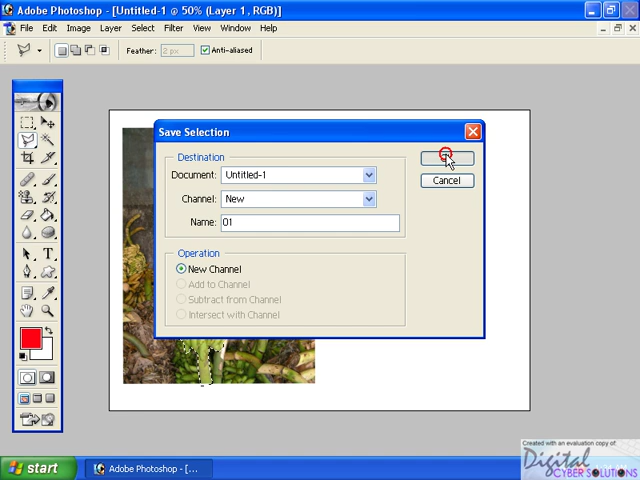 Adobe Photoshop - [Untitled-1 @ 50% (Layer 1, RGB)]
File Edit Image Layer Select Filter View Window Help
Feather: 2 px Anti-aliased
Save Selection
Destination
Document: Untitled-1
Channel: New
Name: 01
Cancel
Operation
New Channel
Add to Channel
Subtract from Channel
Intersect with Channel
T
start
Adobe Photoshop - [...
Created with an evaluation copy of:
Digital
CYBER SOLUTIONS